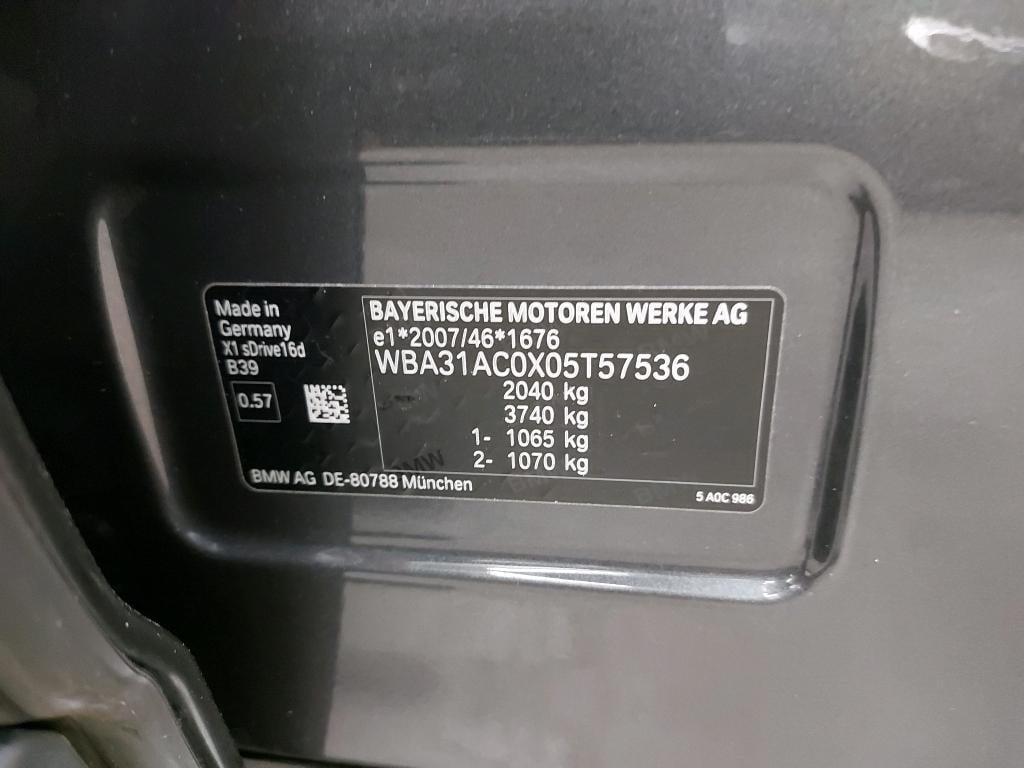 Made in
Germany
X1 sDrive16d
B39
0.57
BAYERISCHE MOTOREN WERKE AG
e1*2007/46*1676
WBA31AC0X05T57536
2040 kg
3740 kg
1- 1065 kg
2- 1070 kg
BMW AG DE-80788 München
5 A0C 986